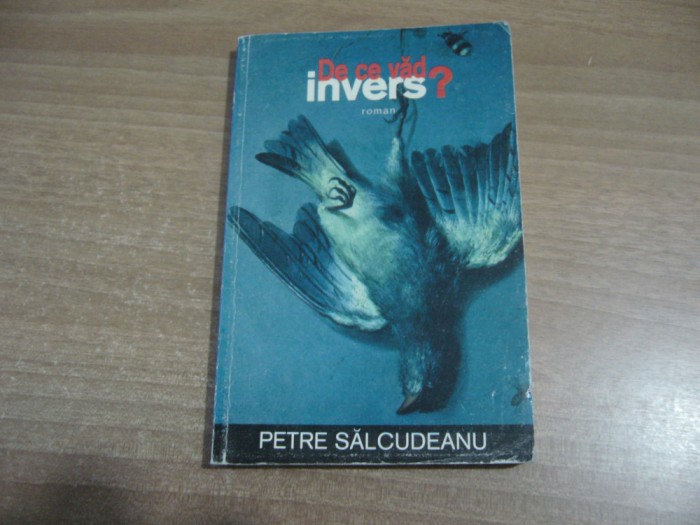 De ce văd
invers?
roman
PETRE SĂLCUDEANU